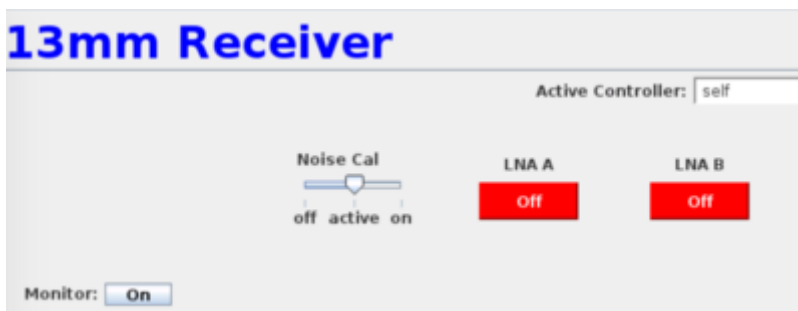 13mm Receiver
Active Controller: self
Noise Cal LNA A LNA B
Off Off
off active on
Monitor: On